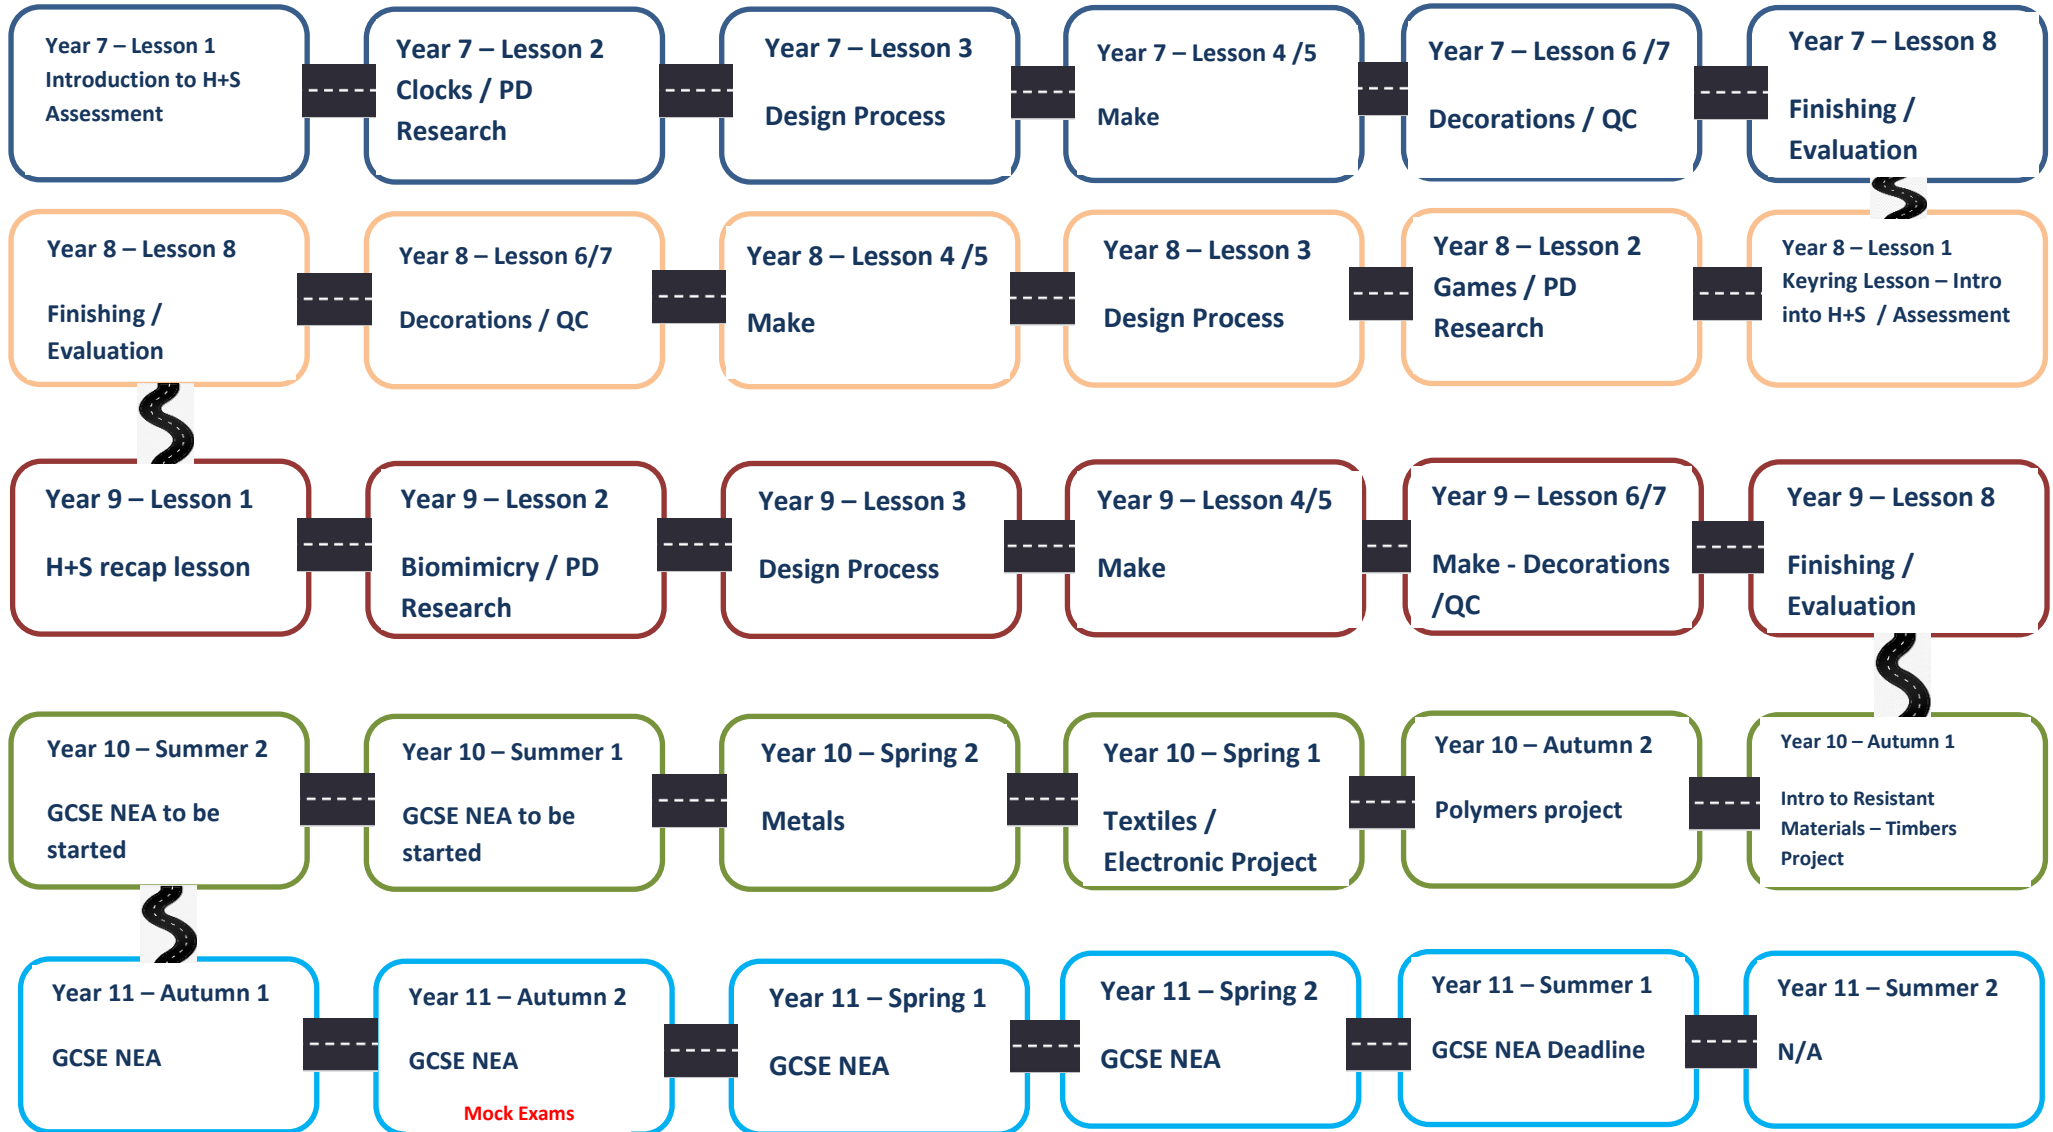 Year 7 – Lesson 1
Introduction to H+S
Assessment
Year 7 – Lesson 2
Clocks / PD
Research
Year 7 – Lesson 3
Design Process
Year 7 – Lesson 4 /5
Make
Year 7 – Lesson 6 /7
Decorations / QC
Year 7 – Lesson 8
Finishing /
Evaluation
Year 8 – Lesson 8
Finishing /
Evaluation
Year 8 – Lesson 6/7
Decorations / QC
Year 8 – Lesson 4 /5
Make
Year 8 – Lesson 3
Design Process
Year 8 – Lesson 2
Games / PD
Research
Year 8 – Lesson 1
Keyring Lesson – Intro
into H+S / Assessment
Year 9 – Lesson 1
H+S recap lesson
Year 9 – Lesson 2
Biomimicry / PD
Research
Year 9 – Lesson 3
Design Process
Year 9 – Lesson 4/5
Make
Year 9 – Lesson 6/7
Make - Decorations
/QC
Year 9 – Lesson 8
Finishing /
Evaluation
Year 10 – Summer 2
GCSE NEA to be
started
Year 10 – Summer 1
GCSE NEA to be
started
Year 10 – Spring 2
Metals
Year 10 – Spring 1
Textiles /
Electronic Project
Year 10 – Autumn 2
Polymers project
Year 10 – Autumn 1
Intro to Resistant
Materials – Timbers
Project
Year 11 – Autumn 1
GCSE NEA
Year 11 – Autumn 2
GCSE NEA
Mock Exams
Year 11 – Spring 1
GCSE NEA
Year 11 – Spring 2
GCSE NEA
Year 11 – Summer 1
GCSE NEA Deadline
Year 11 – Summer 2
N/A